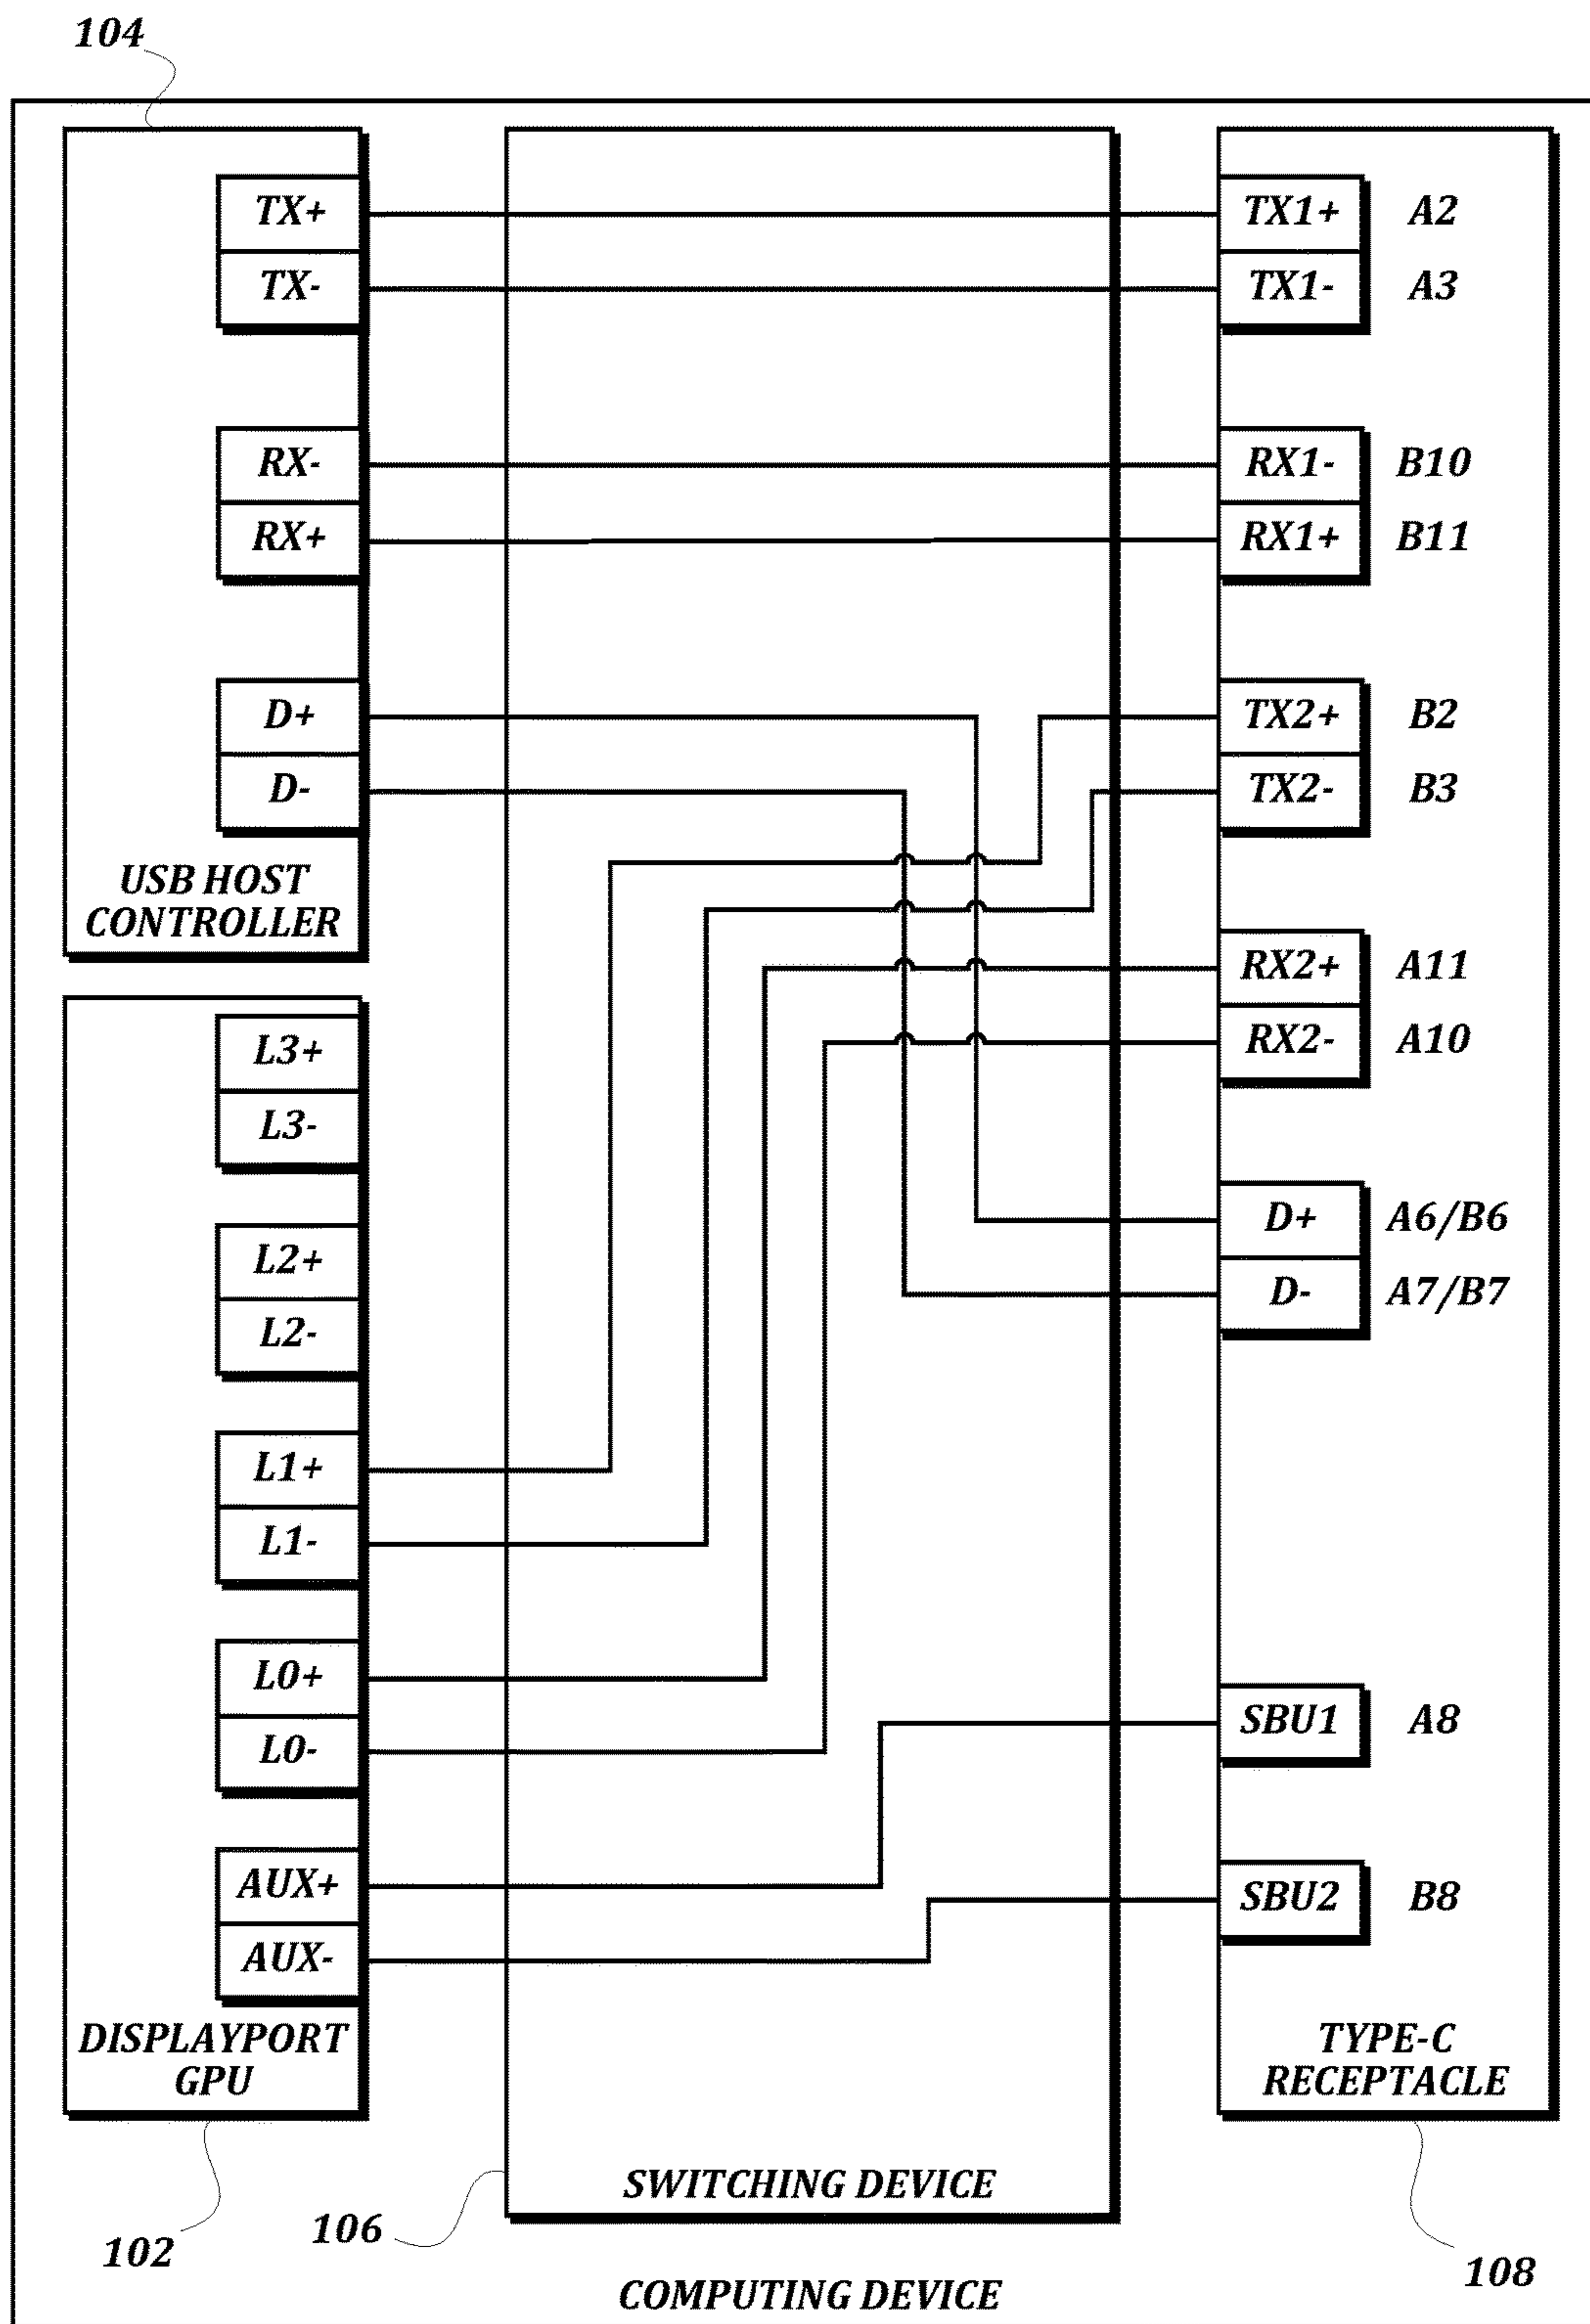 104
TX+
TX-
RX-
RX+
D+
D-
USB HOST
CONTROLLER
L3+
L3-
L2+
L2-
L1+
L1-
L0+
L0-
AUX+
AUX-
DISPLAYPORT
GPU
102
106
SWITCHING DEVICE
COMPUTING DEVICE
TX1+ A2
TX1- A3
RX1- B10
RX1+ B11
TX2+ B2
TX2- B3
RX2+ A11
RX2- A10
D+ A6/B6
D- A7/B7
SBU1 A8
SBU2 B8
TYPE-C
RECEPTACLE
108